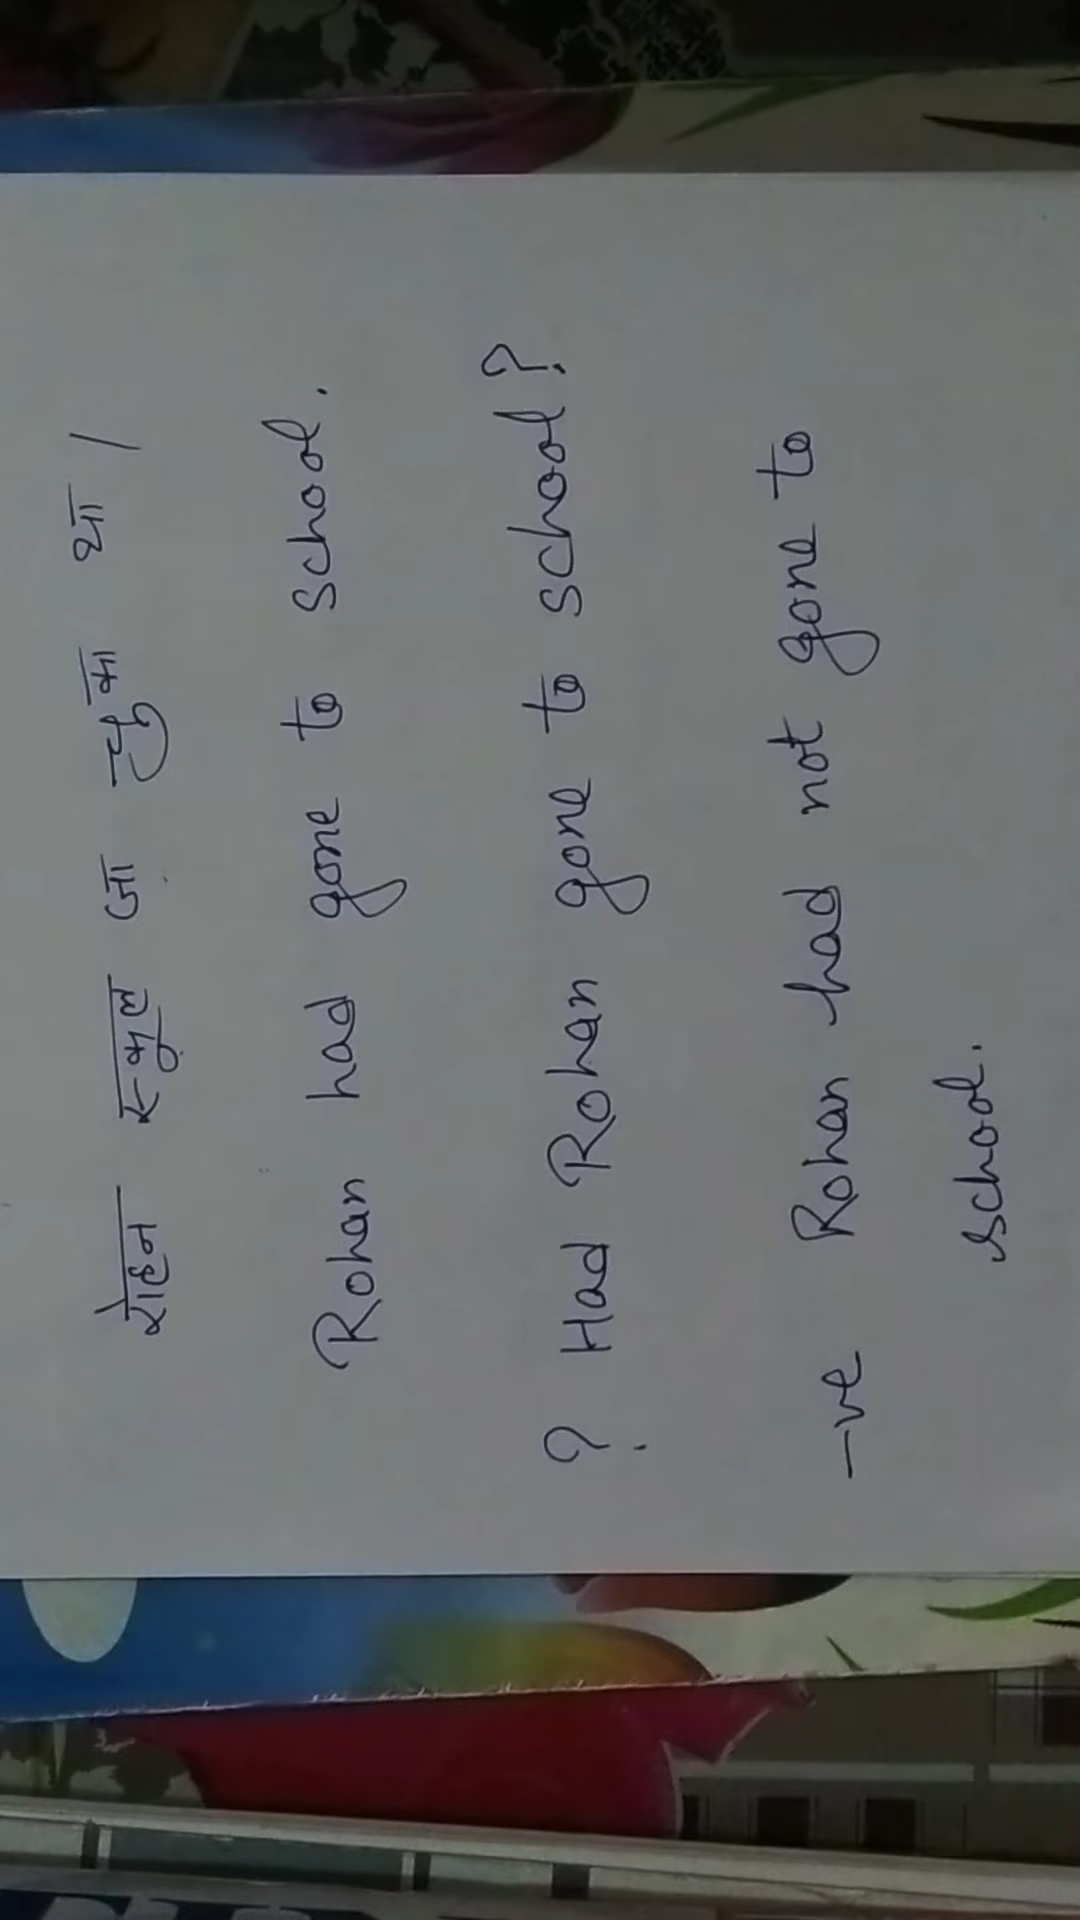 रोहन स्कूल जा चुका था |
Rohan had gone to school.
? Had Rohan gone to school?
-ve Rohan had not gone to
school.